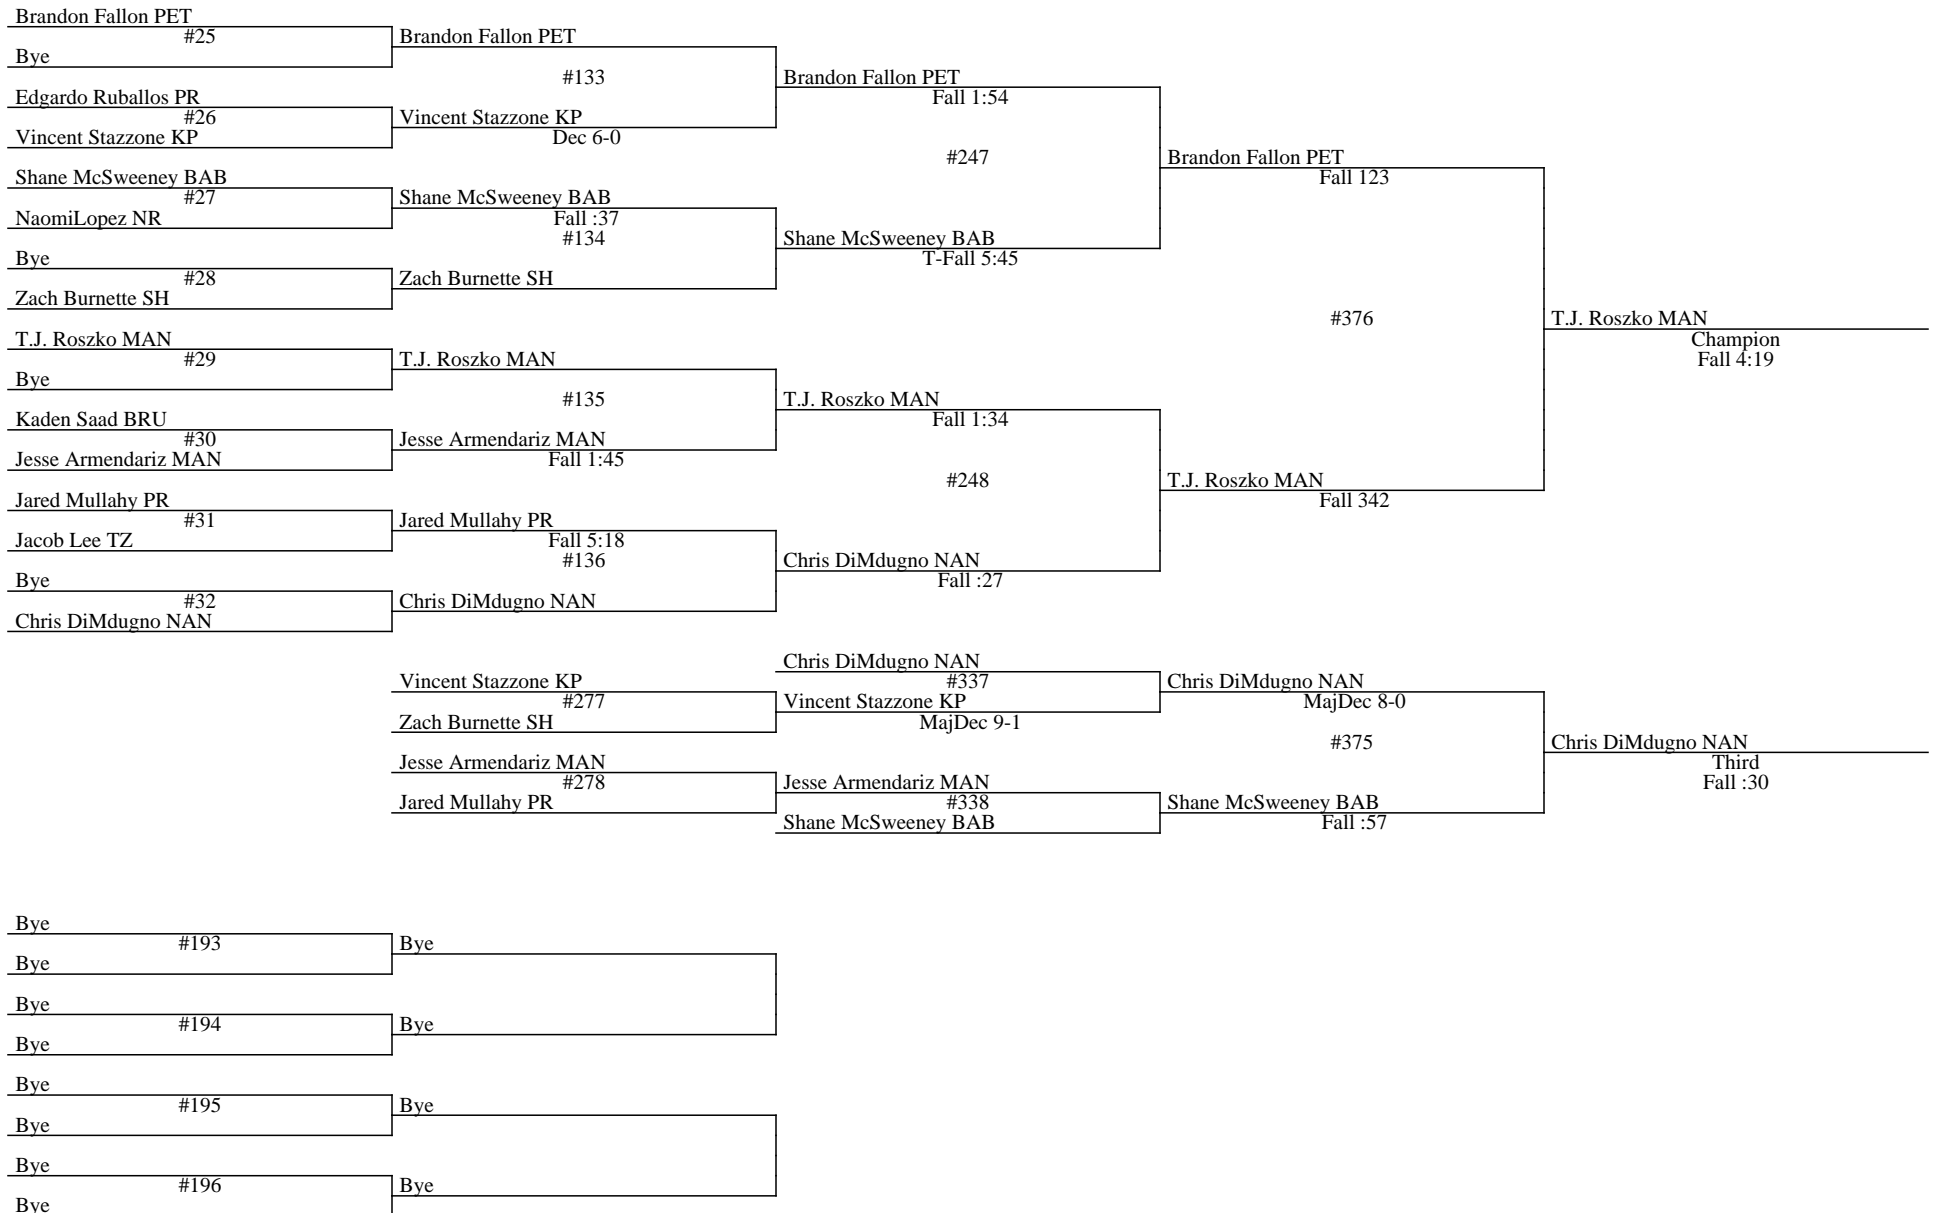 Brandon Fallon PET
#25
Bye
Brandon Fallon PET
#133
Edgardo Ruballos PR
#26
Vincent Stazzone KP
Vincent Stazzone KP
Dec 6-0
Brandon Fallon PET
Fall 1:54
#247
Shane McSweeney BAB
#27
NaomiLopez NR
Shane McSweeney BAB
Fall :37
#134
Bye
#28
Zach Burnette SH
Zach Burnette SH
Shane McSweeney BAB
T-Fall 5:45
Brandon Fallon PET
Fall 123
#376
T.J. Roszko MAN
#29
Bye
T.J. Roszko MAN
#135
Kaden Saad BRU
#30
Jesse Armendariz MAN
Jesse Armendariz MAN
Fall 1:45
T.J. Roszko MAN
Fall 1:34
#248
Jared Mullahy PR
#31
Jacob Lee TZ
Jared Mullahy PR
Fall 5:18
#136
Bye
#32
Chris DiMdugno NAN
Chris DiMdugno NAN
Chris DiMdugno NAN
Fall :27
T.J. Roszko MAN
Fall 342
T.J. Roszko MAN
Champion
Fall 4:19
Vincent Stazzone KP
#277
Zach Burnette SH
Chris DiMdugno NAN
#337
Vincent Stazzone KP
MajDec 9-1
Chris DiMdugno NAN
MajDec 8-0
#375
Jesse Armendariz MAN
#278
Jared Mullahy PR
Jesse Armendariz MAN
#338
Shane McSweeney BAB
Shane McSweeney BAB
Fall :57
Chris DiMdugno NAN
Third
Fall :30
Bye
#193
Bye
Bye
Bye
#194
Bye
Bye
Bye
#195
Bye
Bye
Bye
#196
Bye
Bye